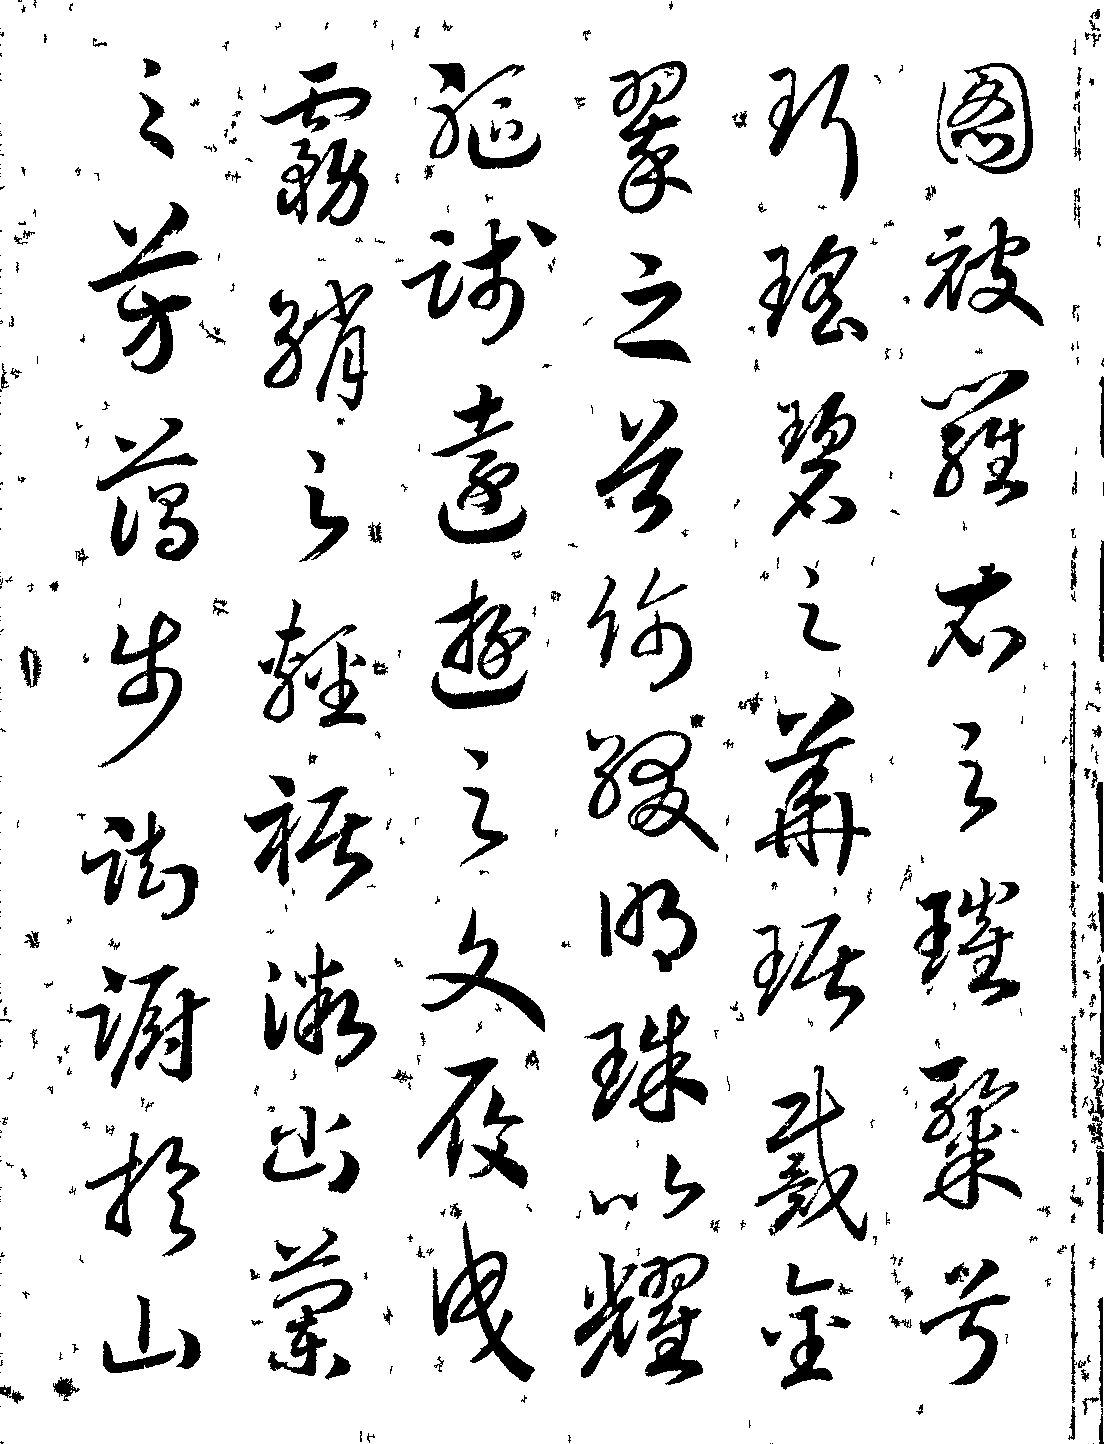 圖披羅衣之璀粲兮
珥瑤碧之華琚戴金
翠之首飾綴明珠以耀
軀踐遠遊之文履曳
霧綃之輕裾微幽蘭
之芳藹步踟躕於山